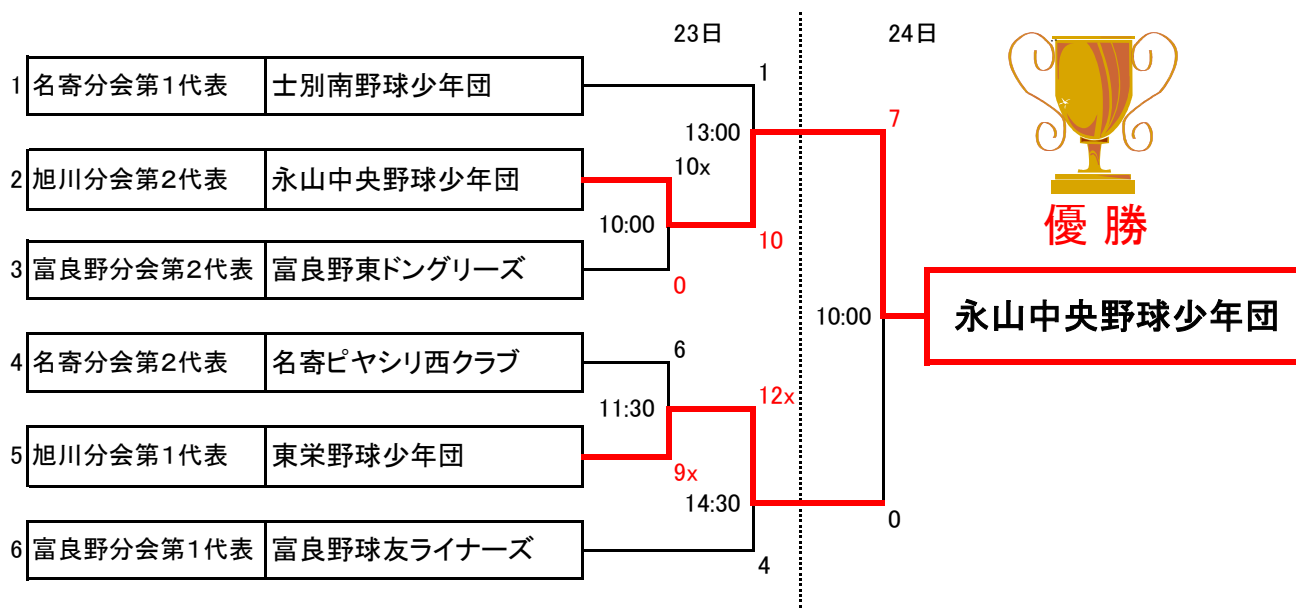 23日
24日
1 名寄分会第1代表 士別南野球少年団
1
7
13:00
10x
2 旭川分会第2代表 永山中央野球少年団
優 勝
10:00
10
3 富良野分会第2代表 富良野東ドングリーズ
0
10:00
永山中央野球少年団
6
4 名寄分会第2代表 名寄ピヤシリ西クラブ
12x
11:30
5 旭川分会第1代表 東栄野球少年団
9x
14:30
0
6 富良野分会第1代表 富良野球友ライナーズ
4